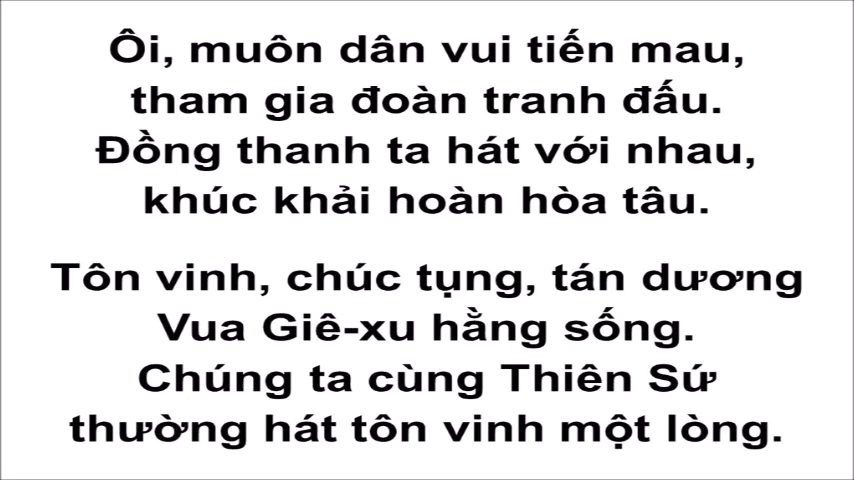 Ôi, muôn dân vui tiến mau,
tham gia đoàn tranh đấu.
Đồng thanh ta hát với nhau,
khúc khải hoàn hòa tâu.
Tôn vinh, chúc tụng, tán dương
Vua Giê-xu hằng sống.
Chúng ta cùng Thiên Sứ
thường hát tôn vinh một lòng.